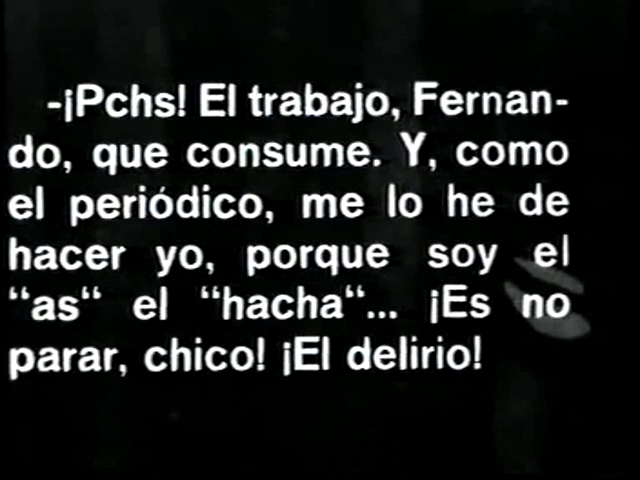 -¡Pchs! El trabajo, Fernan-
do, que consume. Y, como
el periódico, me lo he de
hacer yo, porque soy el
“as“ el “hacha“... ¡Es no
parar, chico! ¡El delirio!